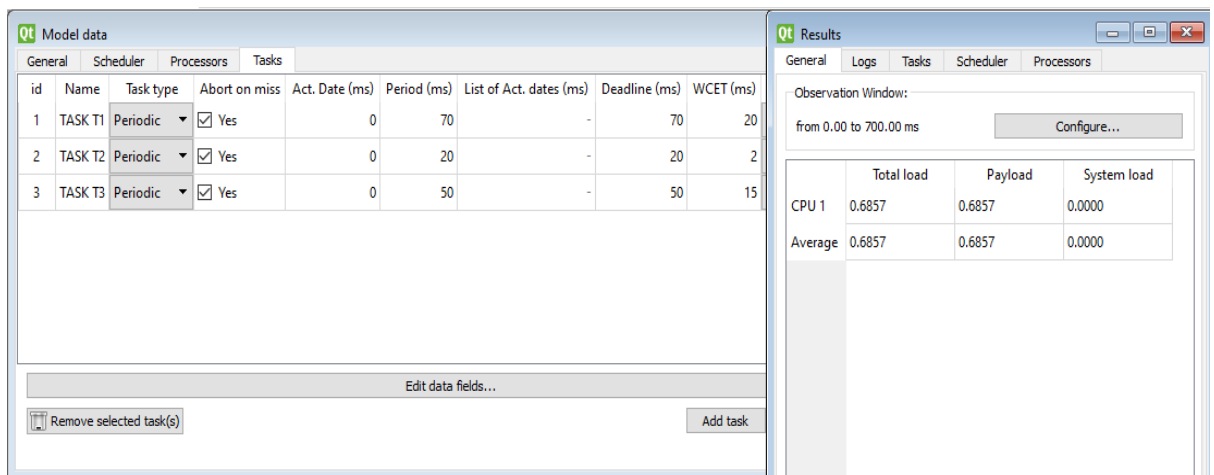 Model data
General Scheduler Processors Tasks
id Name Task type Abort on miss Act. Date (ms) Period (ms) List of Act. dates (ms) Deadline (ms) WCET (ms)
1 TASK T1 Periodic Yes 0 70 - 70 20
2 TASK T2 Periodic Yes 0 20 - 20 2
3 TASK T3 Periodic Yes 0 50 - 50 15
Edit data fields...
Remove selected task(s) Add task
Results
General Logs Tasks Scheduler Processors
Observation Window:
from 0.00 to 700.00 ms Configure...
Total load Payload System load
CPU 1 0.6857 0.6857 0.0000
Average 0.6857 0.6857 0.0000